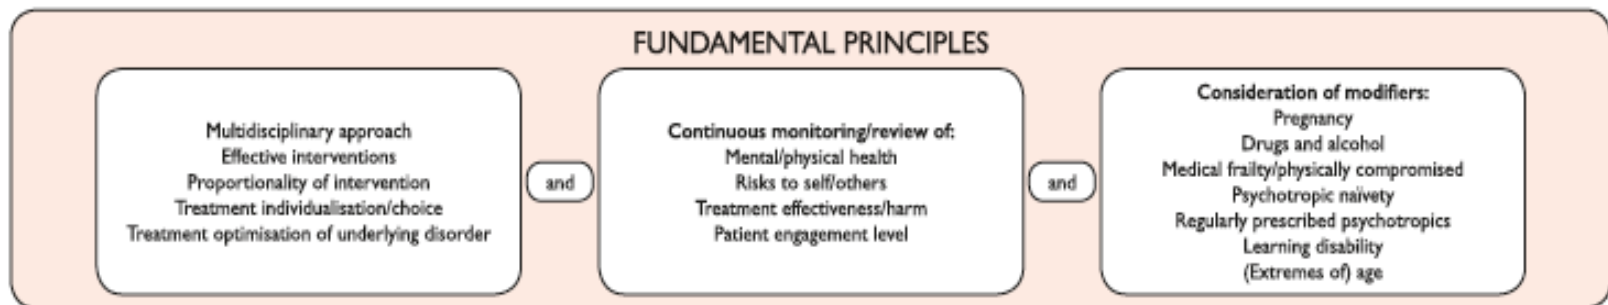 FUNDAMENTAL PRINCIPLES
Multidisciplinary approach
Effective interventions
Proportionality of intervention
Treatment individualisation/choice
Treatment optimisation of underlying disorder
and
Continuous monitoring/review of:
Mental/physical health
Risks to self/others
Treatment effectiveness/harm
Patient engagement level
and
Consideration of modifiers:
Pregnancy
Drugs and alcohol
Medical frailty/physically compromised
Psychotropic naïvety
Regularly prescribed psychotropics
Learning disability
(Extremes of) age